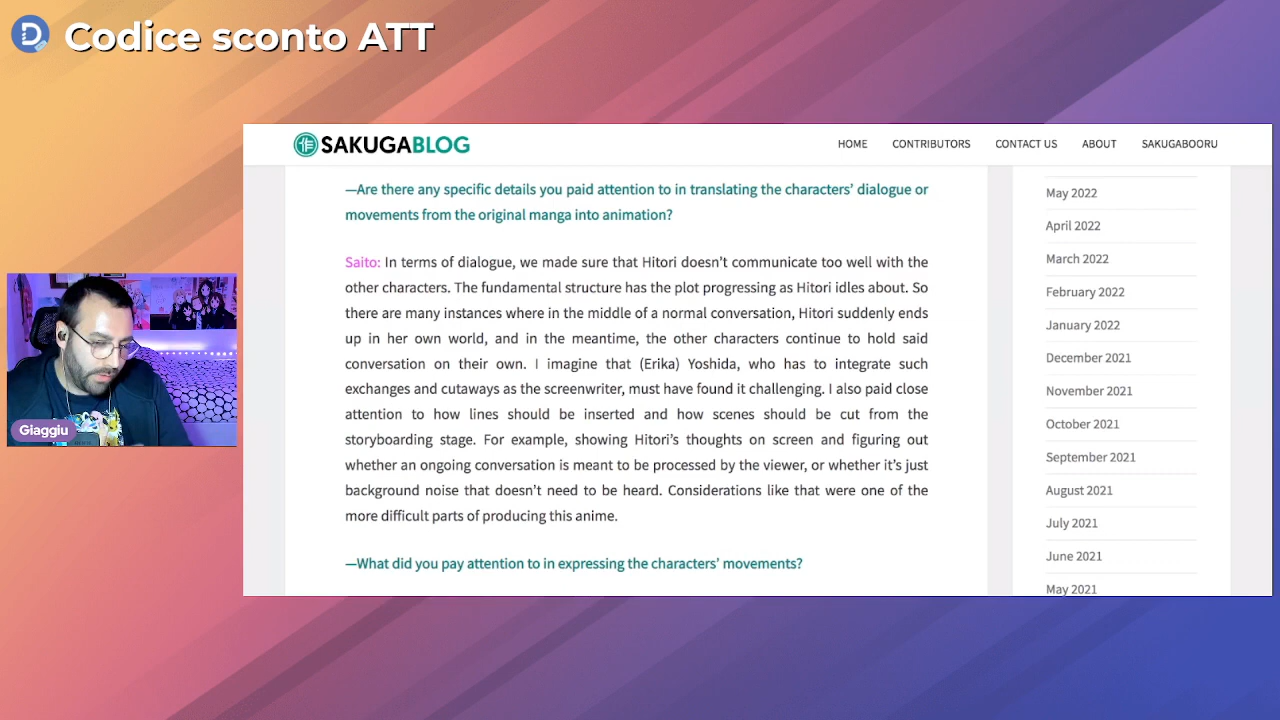 Codice sconto ATT
SAKUGABLOG
HOME CONTRIBUTORS CONTACT US ABOUT SAKUGABOORU
—Are there any specific details you paid attention to in translating the characters’ dialogue or
movements from the original manga into animation?
Saito: In terms of dialogue, we made sure that Hitori doesn’t communicate too well with the
other characters. The fundamental structure has the plot progressing as Hitori idles about. So
there are many instances where in the middle of a normal conversation, Hitori suddenly ends
up in her own world, and in the meantime, the other characters continue to hold said
conversation on their own. I imagine that (Erika) Yoshida, who has to integrate such
exchanges and cutaways as the screenwriter, must have found it challenging. I also paid close
attention to how lines should be inserted and how scenes should be cut from the
storyboarding stage. For example, showing Hitori’s thoughts on screen and figuring out
whether an ongoing conversation is meant to be processed by the viewer, or whether it’s just
background noise that doesn’t need to be heard. Considerations like that were one of the
more difficult parts of producing this anime.
—What did you pay attention to in expressing the characters’ movements?
May 2022
April 2022
March 2022
February 2022
January 2022
December 2021
November 2021
October 2021
September 2021
August 2021
July 2021
June 2021
May 2021
Giaggiu